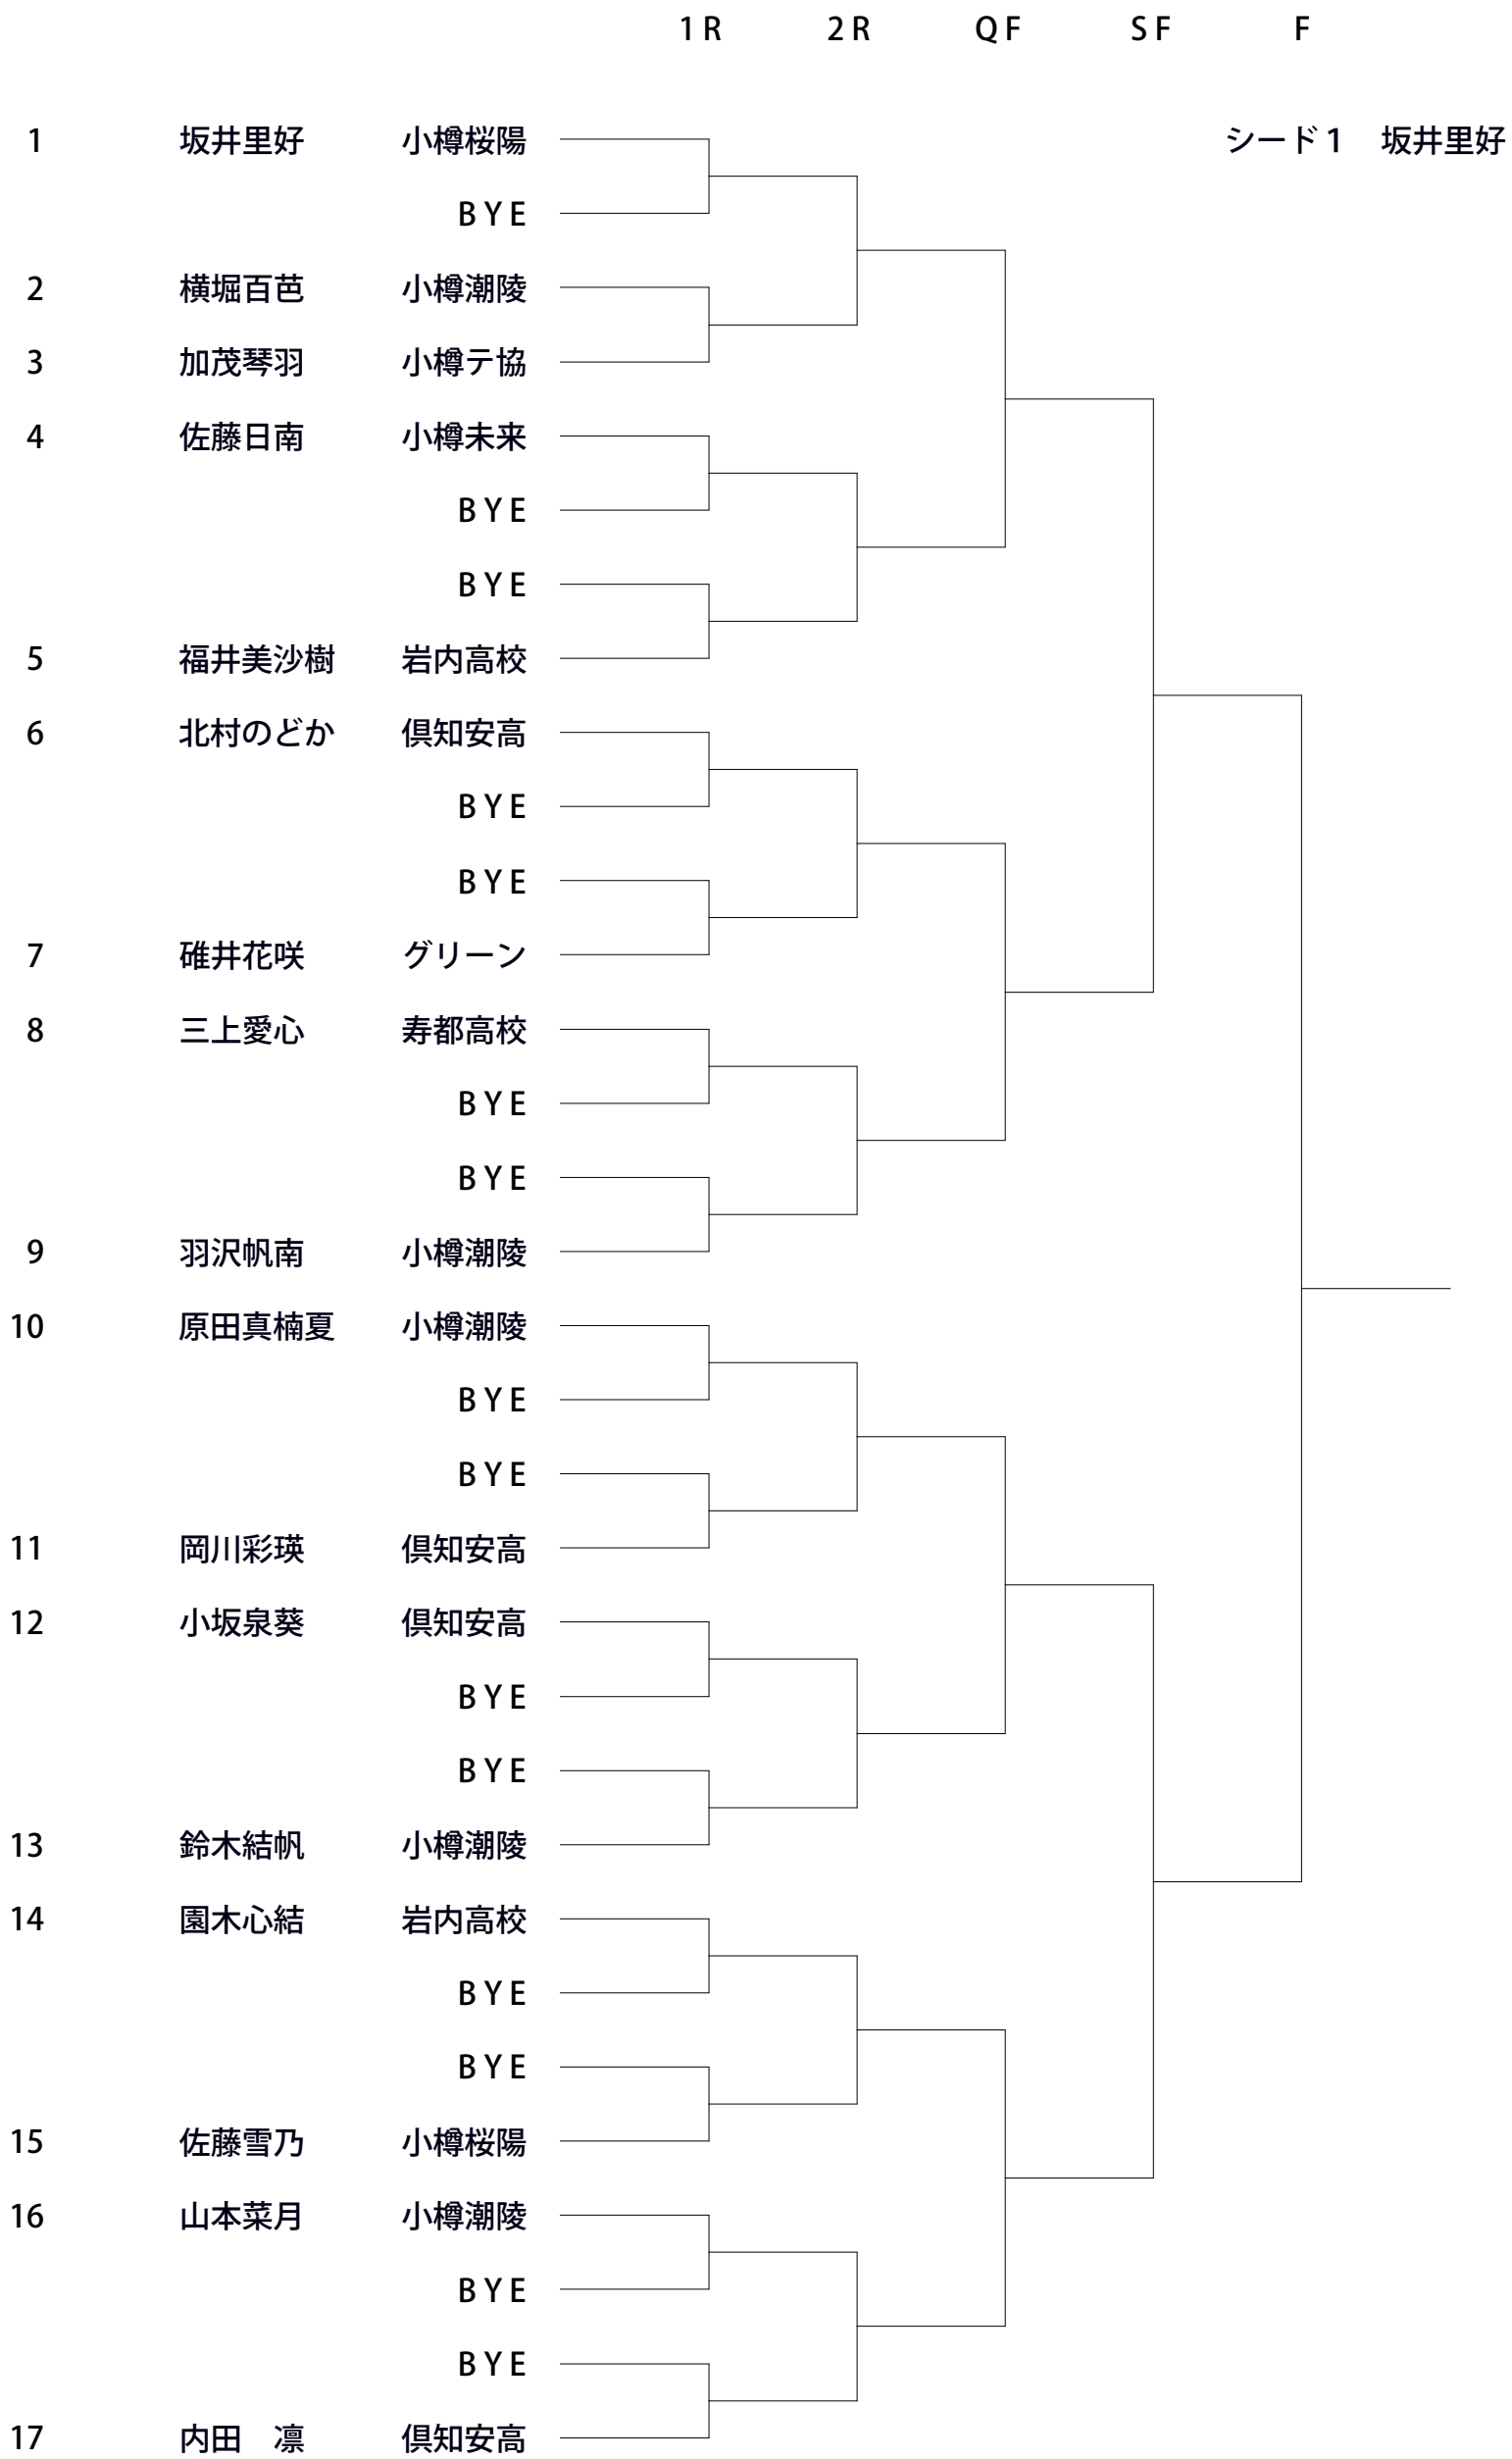 1R 2R QF SF F
1 坂井里好 小樽桜陽 シード1 坂井里好
BYE
2 横堀百芭 小樽潮陵
3 加茂琴羽 小樽テ協
4 佐藤日南 小樽未来
BYE
BYE
5 福井美沙樹 岩内高校
6 北村のどか 倶知安高
BYE
BYE
7 碓井花咲 グリーン
8 三上愛心 寿都高校
BYE
BYE
9 羽沢帆南 小樽潮陵
10 原田真楠夏 小樽潮陵
BYE
BYE
11 岡川彩瑛 倶知安高
12 小坂泉葵 倶知安高
BYE
BYE
13 鈴木結帆 小樽潮陵
14 園木心結 岩内高校
BYE
BYE
15 佐藤雪乃 小樽桜陽
16 山本菜月 小樽潮陵
BYE
BYE
17 内田　凛 倶知安高